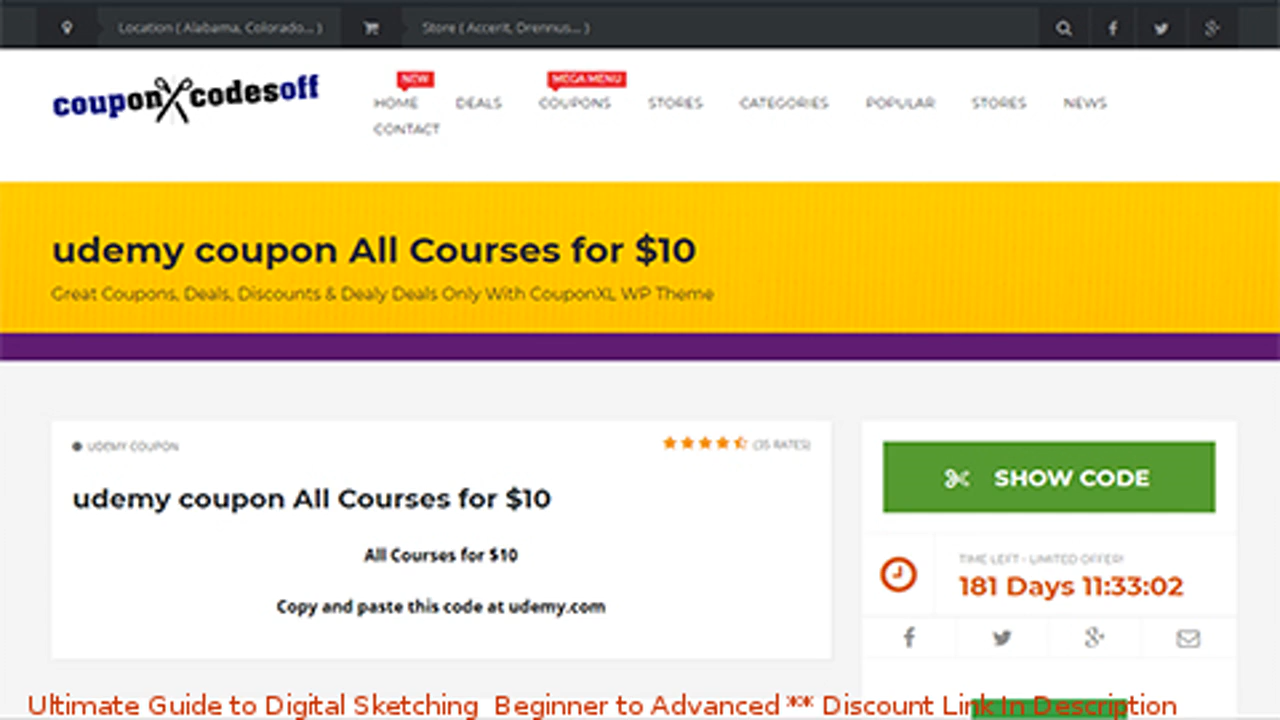 Location ( Alabama, Colorado... )
Store ( Accent, Drennus... )
couponXcodesoff
NEW
MEGA MENU
HOME DEALS COUPONS STORES CATEGORIES POPULAR STORES NEWS
CONTACT
udemy coupon All Courses for $10
Great Coupons, Deals, Discounts & Dealy Deals Only With CouponXL WP Theme
UDEMY COUPON
(35 RATES)
udemy coupon All Courses for $10
All Courses for $10
Copy and paste this code at udemy.com
SHOW CODE
TIME LEFT - LIMITED OFFER!
181 Days 11:33:02
Ultimate Guide to Digital Sketching Beginner to Advanced ** Discount Link In Description